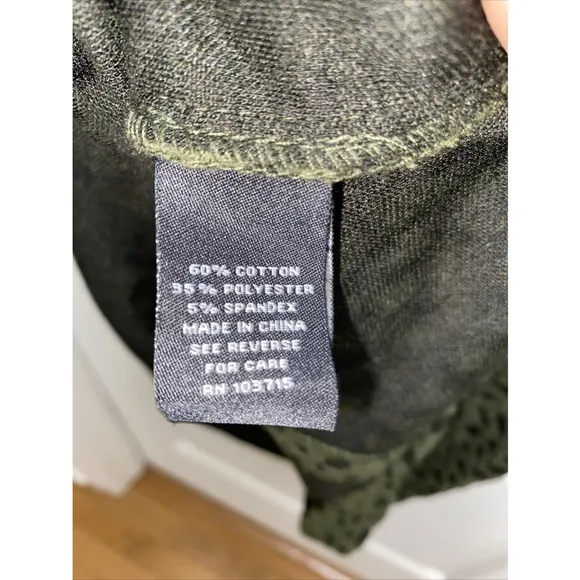 60% COTTON
35% POLYESTER
5% SPANDEX
MADE IN CHINA
SEE REVERSE
FOR CARE
RN 103715